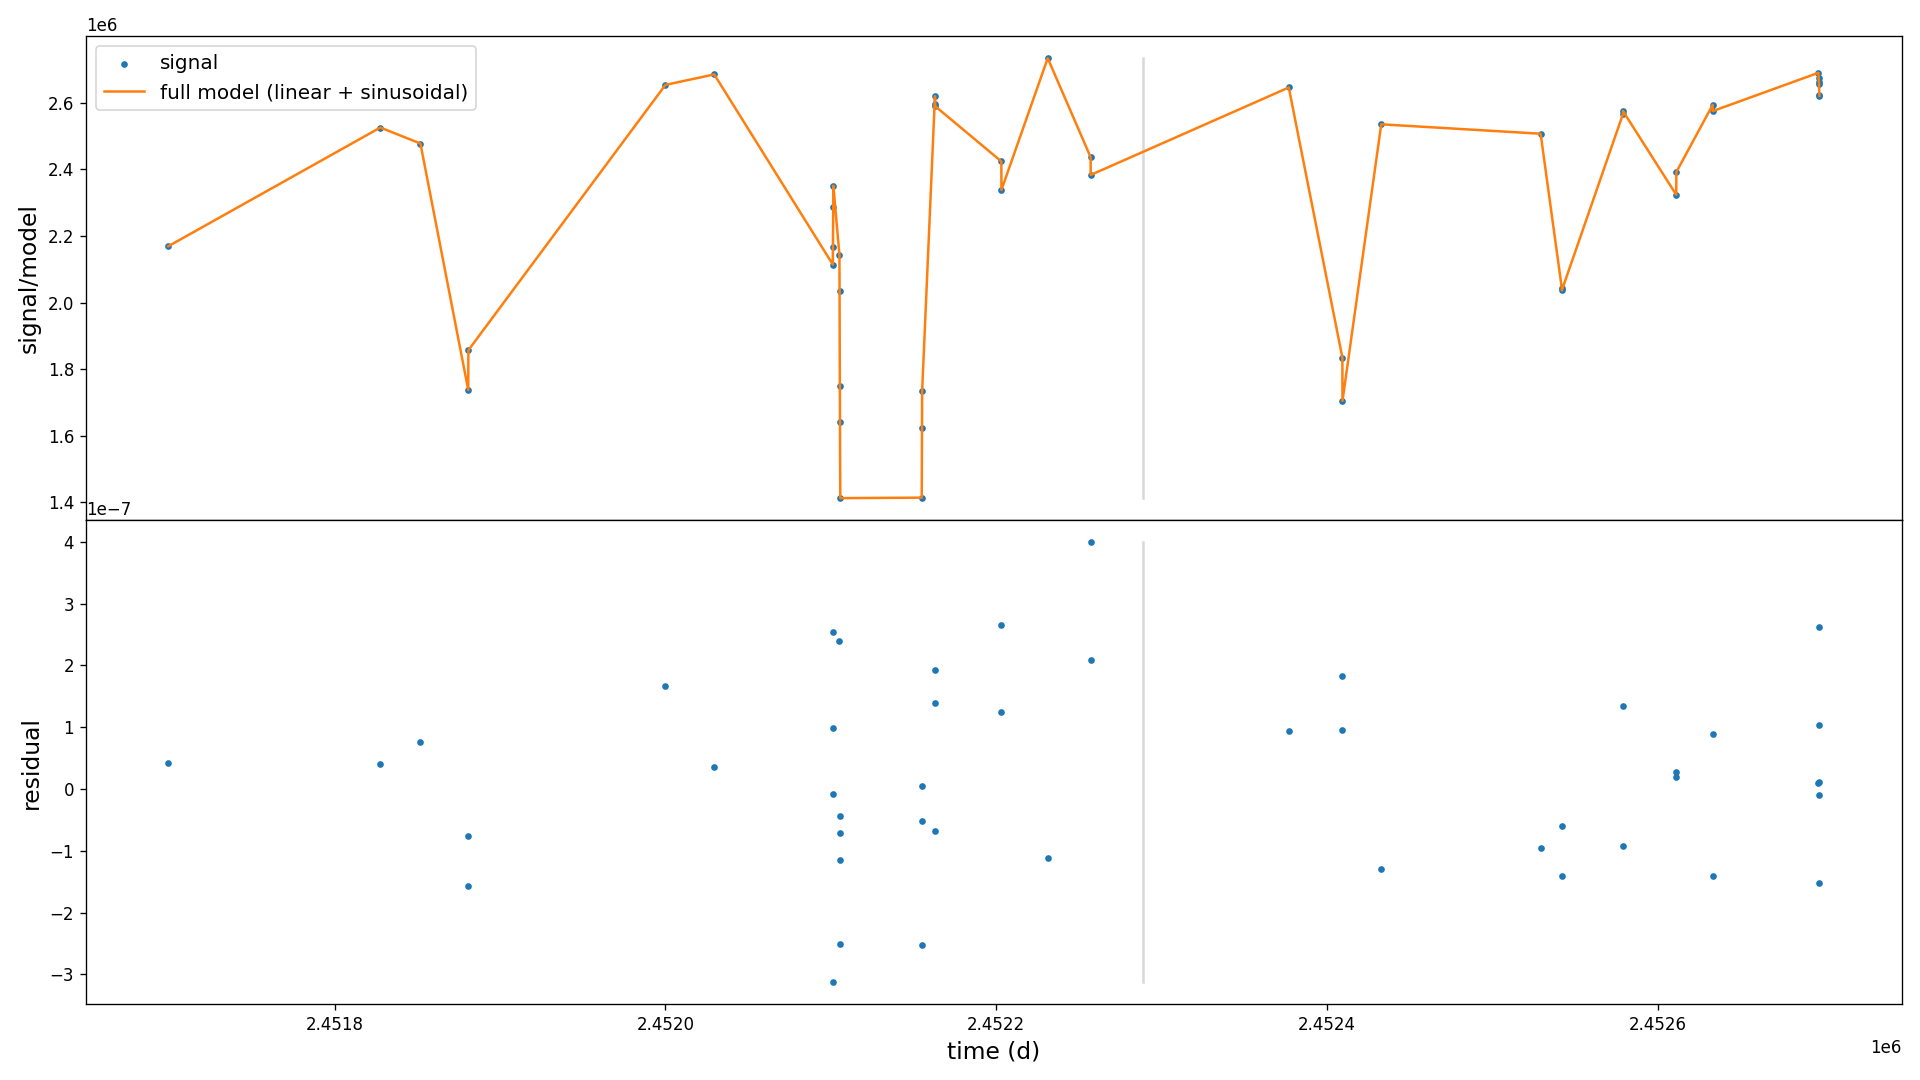 1e6
signal
full model (linear + sinusoidal)
2.6
2.4
2.2
2.0
1.8
1.6
1.4
signal/model
1e−7
4
3
2
1
0
−1
−2
−3
residual
2.4518 2.4520 2.4522 2.4524 2.4526
time (d)
1e6